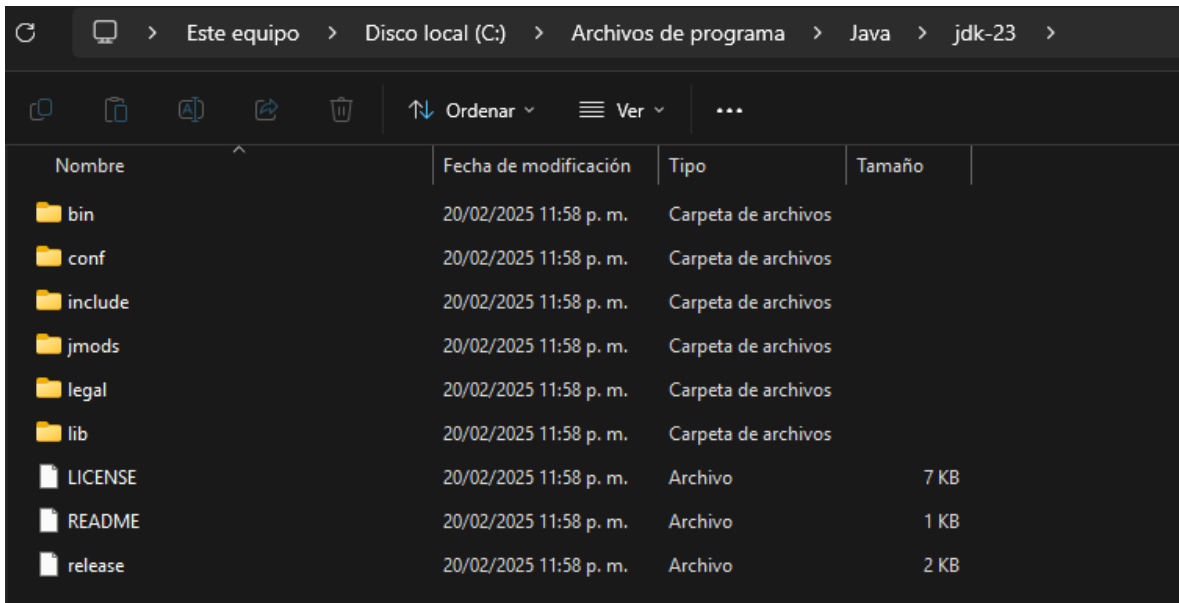 Este equipo > Disco local (C:) > Archivos de programa > Java > jdk-23 >
Ordenar Ver ...
Nombre Fecha de modificación Tipo Tamaño
bin 20/02/2025 11:58 p. m. Carpeta de archivos
conf 20/02/2025 11:58 p. m. Carpeta de archivos
include 20/02/2025 11:58 p. m. Carpeta de archivos
jmods 20/02/2025 11:58 p. m. Carpeta de archivos
legal 20/02/2025 11:58 p. m. Carpeta de archivos
lib 20/02/2025 11:58 p. m. Carpeta de archivos
LICENSE 20/02/2025 11:58 p. m. Archivo 7 KB
README 20/02/2025 11:58 p. m. Archivo 1 KB
release 20/02/2025 11:58 p. m. Archivo 2 KB